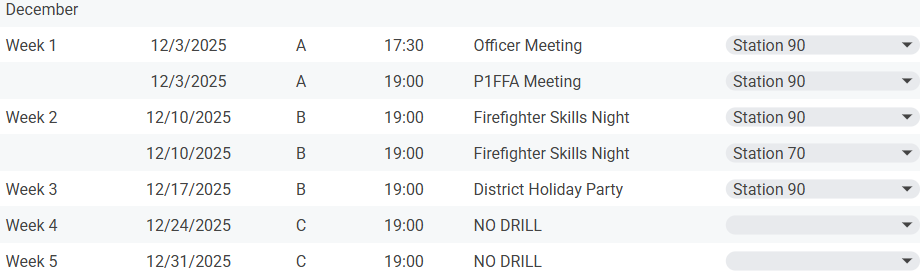 December
Week 1 12/3/2025 A 17:30 Officer Meeting Station 90
12/3/2025 A 19:00 P1FFA Meeting Station 90
Week 2 12/10/2025 B 19:00 Firefighter Skills Night Station 90
12/10/2025 B 19:00 Firefighter Skills Night Station 70
Week 3 12/17/2025 B 19:00 District Holiday Party Station 90
Week 4 12/24/2025 C 19:00 NO DRILL
Week 5 12/31/2025 C 19:00 NO DRILL